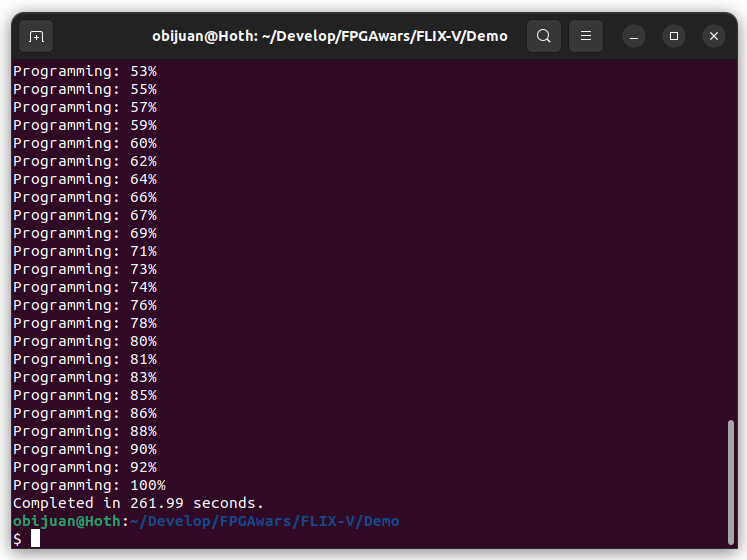 obijuan@Hoth: ~/Develop/FPGAwars/FLIX-V/Demo
Programming: 53%
Programming: 55%
Programming: 57%
Programming: 59%
Programming: 60%
Programming: 62%
Programming: 64%
Programming: 66%
Programming: 67%
Programming: 69%
Programming: 71%
Programming: 73%
Programming: 74%
Programming: 76%
Programming: 78%
Programming: 80%
Programming: 81%
Programming: 83%
Programming: 85%
Programming: 86%
Programming: 88%
Programming: 90%
Programming: 92%
Programming: 100%
Completed in 261.99 seconds.
obijuan@Hoth:~/Develop/FPGAwars/FLIX-V/Demo
$